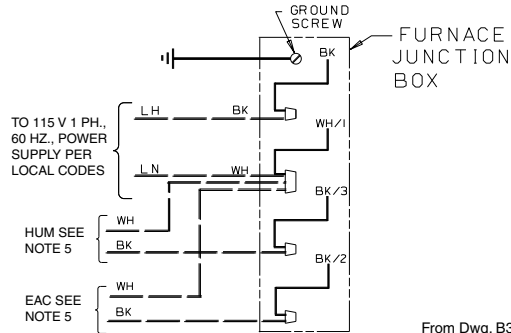 GROUND
SCREW
FURNACE
JUNCTION
BOX
BK
LH
BK
TO 115 V 1 PH.,
60 HZ., POWER
SUPPLY PER
LOCAL CODES
WH/1
LN
WH
BK/3
WH
HUM SEE
NOTE 5
BK
BK/2
WH
EAC SEE
NOTE 5
BK
From Dwg. B3